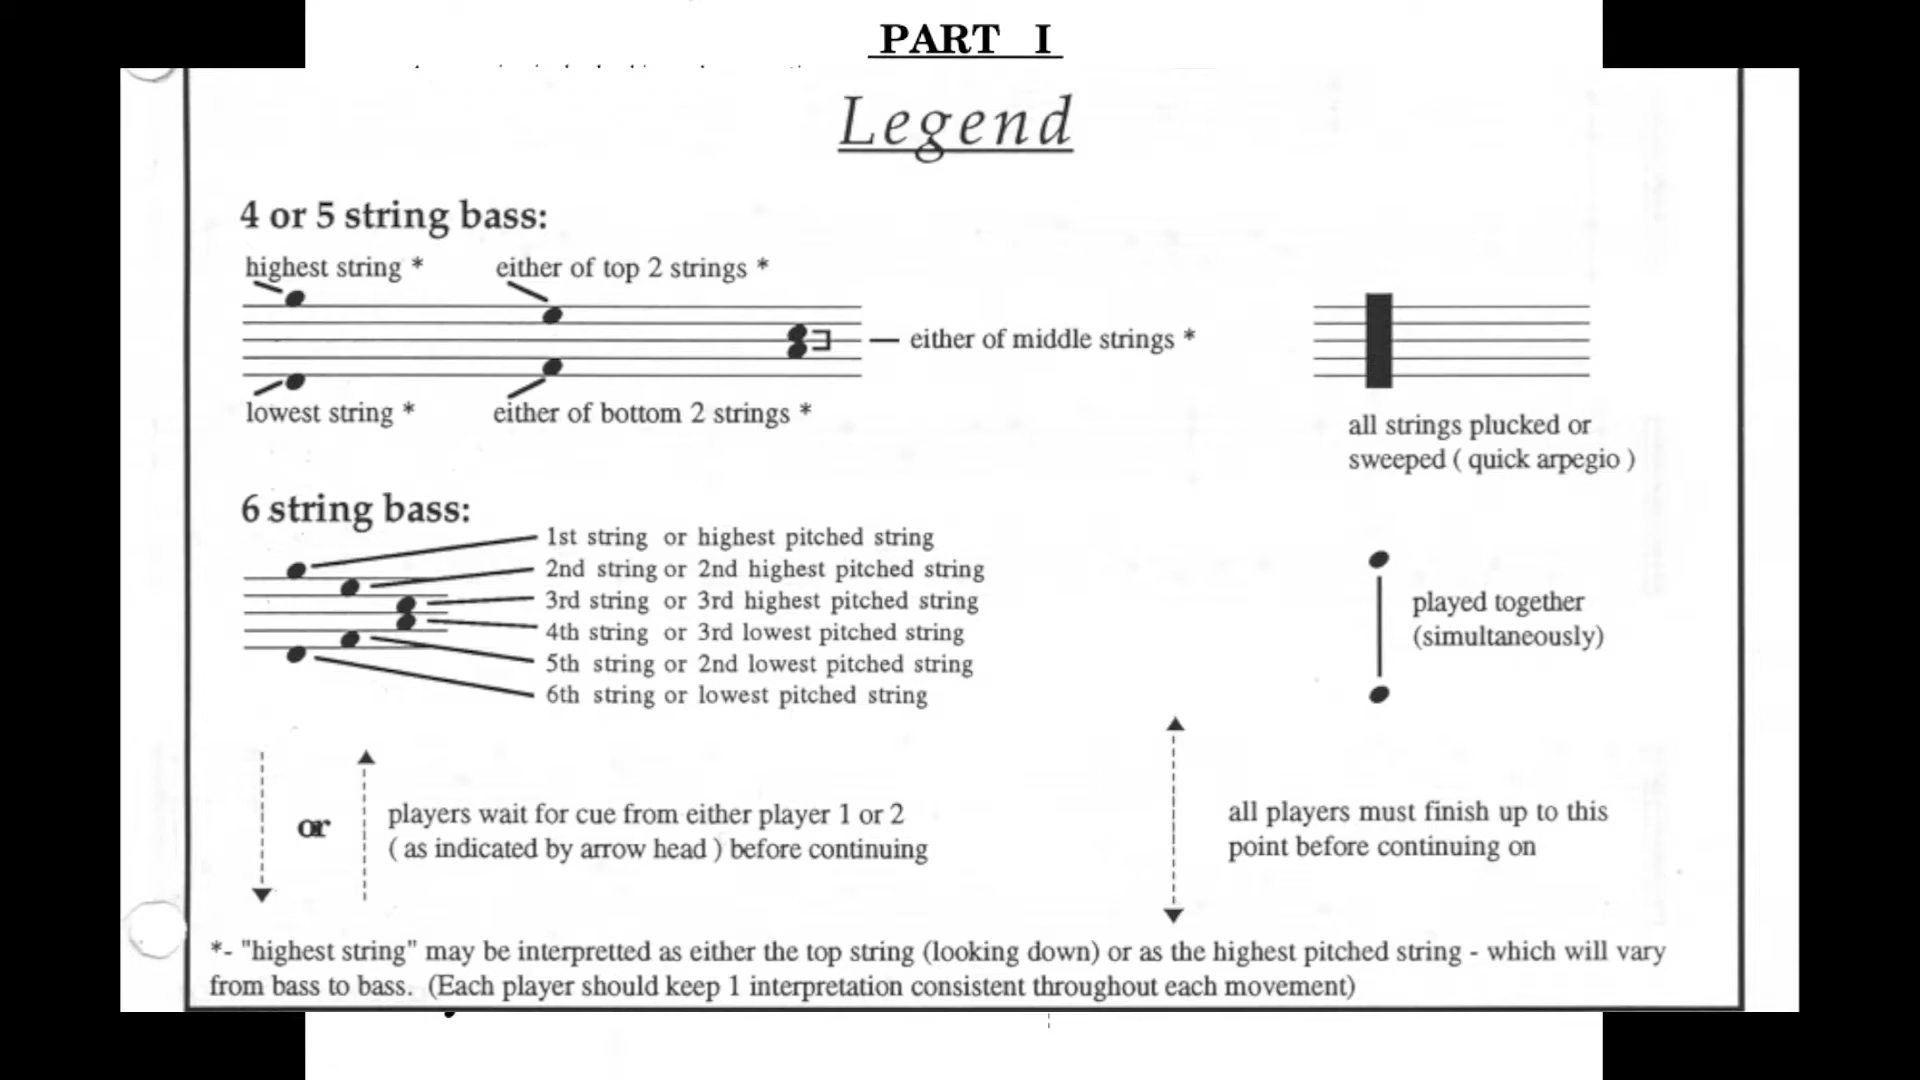 PART I
Legend
4 or 5 string bass:
highest string *
either of top 2 strings *
either of middle strings *
lowest string *
either of bottom 2 strings *
all strings plucked or
sweeped ( quick arpegio )
6 string bass:
1st string or highest pitched string
2nd string or 2nd highest pitched string
3rd string or 3rd highest pitched string
4th string or 3rd lowest pitched string
5th string or 2nd lowest pitched string
6th string or lowest pitched string
played together
(simultaneously)
or
players wait for cue from either player 1 or 2
( as indicated by arrow head ) before continuing
all players must finish up to this
point before continuing on
*- "highest string" may be interpretted as either the top string (looking down) or as the highest pitched string - which will vary
from bass to bass. (Each player should keep 1 interpretation consistent throughout each movement)